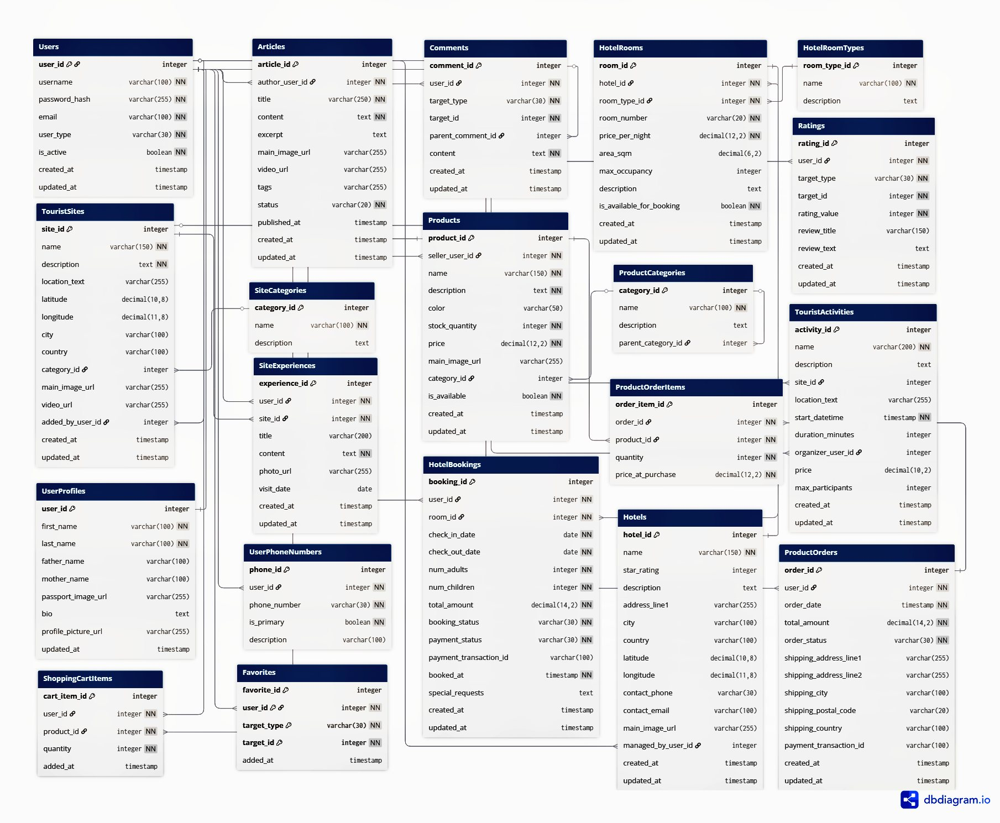 Users
user_id integer
username varchar(100) NN
password_hash varchar(255) NN
email varchar(100) NN
user_type varchar(30) NN
is_active boolean NN
created_at timestamp
updated_at timestamp
TouristSites
site_id integer
name varchar(150) NN
description text NN
location_text varchar(255)
latitude decimal(10,8)
longitude decimal(11,8)
city varchar(100)
country varchar(100)
category_id integer
main_image_url varchar(255)
video_url varchar(255)
added_by_user_id integer
created_at timestamp
updated_at timestamp
UserProfiles
user_id integer
first_name varchar(100) NN
last_name varchar(100) NN
father_name varchar(100)
mother_name varchar(100)
passport_image_url varchar(255)
bio text
profile_picture_url varchar(255)
updated_at timestamp
ShoppingCartItems
cart_item_id integer
user_id integer NN
product_id integer NN
quantity integer NN
added_at timestamp
Articles
article_id integer
author_user_id integer NN
title varchar(250) NN
content text NN
excerpt text
main_image_url varchar(255)
video_url varchar(255)
tags varchar(255)
status varchar(20) NN
published_at timestamp
created_at timestamp
updated_at timestamp
SiteCategories
category_id integer
name varchar(100) NN
description text
SiteExperiences
experience_id integer
user_id integer NN
site_id integer NN
title varchar(200)
content text NN
photo_url varchar(255)
visit_date date
created_at timestamp
updated_at timestamp
UserPhoneNumbers
phone_id integer
user_id integer NN
phone_number varchar(30) NN
is_primary boolean NN
description varchar(100)
Favorites
favorite_id integer
user_id integer NN
target_type varchar(30) NN
target_id integer NN
added_at timestamp
Comments
comment_id integer
user_id integer NN
target_type varchar(30) NN
target_id integer NN
parent_comment_id integer
content text NN
created_at timestamp
updated_at timestamp
Products
product_id integer
seller_user_id integer NN
name varchar(150) NN
description text NN
color varchar(50)
stock_quantity integer NN
price decimal(12,2) NN
main_image_url varchar(255)
category_id integer
is_available boolean NN
created_at timestamp
updated_at timestamp
HotelBookings
booking_id integer
user_id integer NN
room_id integer NN
check_in_date date NN
check_out_date date NN
num_adults integer NN
num_children integer NN
total_amount decimal(14,2) NN
booking_status varchar(30) NN
payment_status varchar(30) NN
payment_transaction_id varchar(100)
booked_at timestamp NN
special_requests text
created_at timestamp
updated_at timestamp
HotelRooms
room_id integer
hotel_id integer NN
room_type_id integer NN
room_number varchar(20) NN
price_per_night decimal(12,2) NN
area_sqm decimal(6,2)
max_occupancy integer
description text
is_available_for_booking boolean NN
created_at timestamp
updated_at timestamp
ProductCategories
category_id integer
name varchar(100) NN
description text
parent_category_id integer
ProductOrderItems
order_item_id integer
order_id integer NN
product_id integer NN
quantity integer NN
price_at_purchase decimal(12,2) NN
Hotels
hotel_id integer
name varchar(150) NN
star_rating integer
description text
address_line1 varchar(255)
city varchar(100)
country varchar(100)
latitude decimal(10,8)
longitude decimal(11,8)
contact_phone varchar(30)
contact_email varchar(100)
main_image_url varchar(255)
managed_by_user_id integer
created_at timestamp
updated_at timestamp
HotelRoomTypes
room_type_id integer
name varchar(100) NN
description text
Ratings
rating_id integer
user_id integer NN
target_type varchar(30) NN
target_id integer NN
rating_value integer NN
review_title varchar(150)
review_text text
created_at timestamp
updated_at timestamp
TouristActivities
activity_id integer
name varchar(200) NN
description text
site_id integer
location_text varchar(255)
start_datetime timestamp NN
duration_minutes integer
organizer_user_id integer
price decimal(10,2)
max_participants integer
created_at timestamp
updated_at timestamp
ProductOrders
order_id integer
user_id integer NN
order_date timestamp NN
total_amount decimal(14,2) NN
order_status varchar(30) NN
shipping_address_line1 varchar(255)
shipping_address_line2 varchar(255)
shipping_city varchar(100)
shipping_postal_code varchar(20)
shipping_country varchar(100)
payment_transaction_id varchar(100)
created_at timestamp
updated_at timestamp
dbdiagram.io